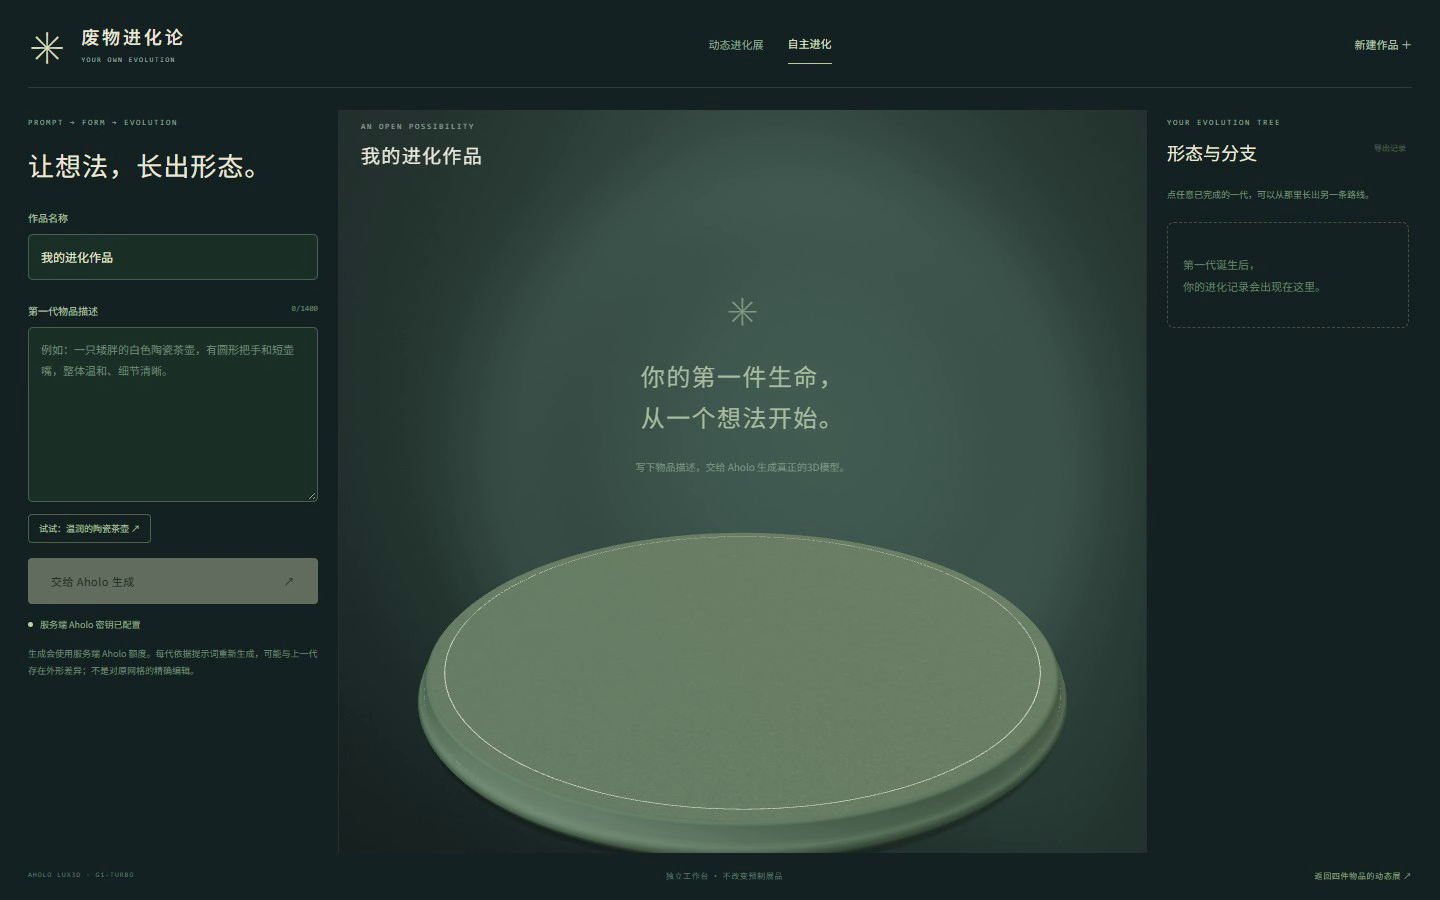 废物进化论
YOUR OWN EVOLUTION
动态进化展
自主进化
新建作品 +
PROMPT → FORM → EVOLUTION
让想法，长出形态。
作品名称
我的进化作品
第一代物品描述
0/1400
例如：一只矮胖的白色陶瓷茶壶，有圆形把手和短壶
嘴，整体温和、细节清晰。
试试：温润的陶瓷茶壶 ↗
交给 Aholo 生成 ↗
服务端 Aholo 密钥已配置
生成会使用服务端 Aholo 额度。每代依据提示词重新生成，可能与上一代
存在外形差异；不是对原网格的精确编辑。
AN OPEN POSSIBILITY
我的进化作品
你的第一件生命，
从一个想法开始。
写下物品描述，交给 Aholo 生成真正的3D模型。
YOUR EVOLUTION TREE
形态与分支
导出记录
点任意已完成的一代，可以从那里长出另一条路线。
第一代诞生后，
你的进化记录会出现在这里。
AHOLO LUX3D · G1-TURBO
独立工作台 · 不改变预制展品
返回四件物品的动态展 ↗